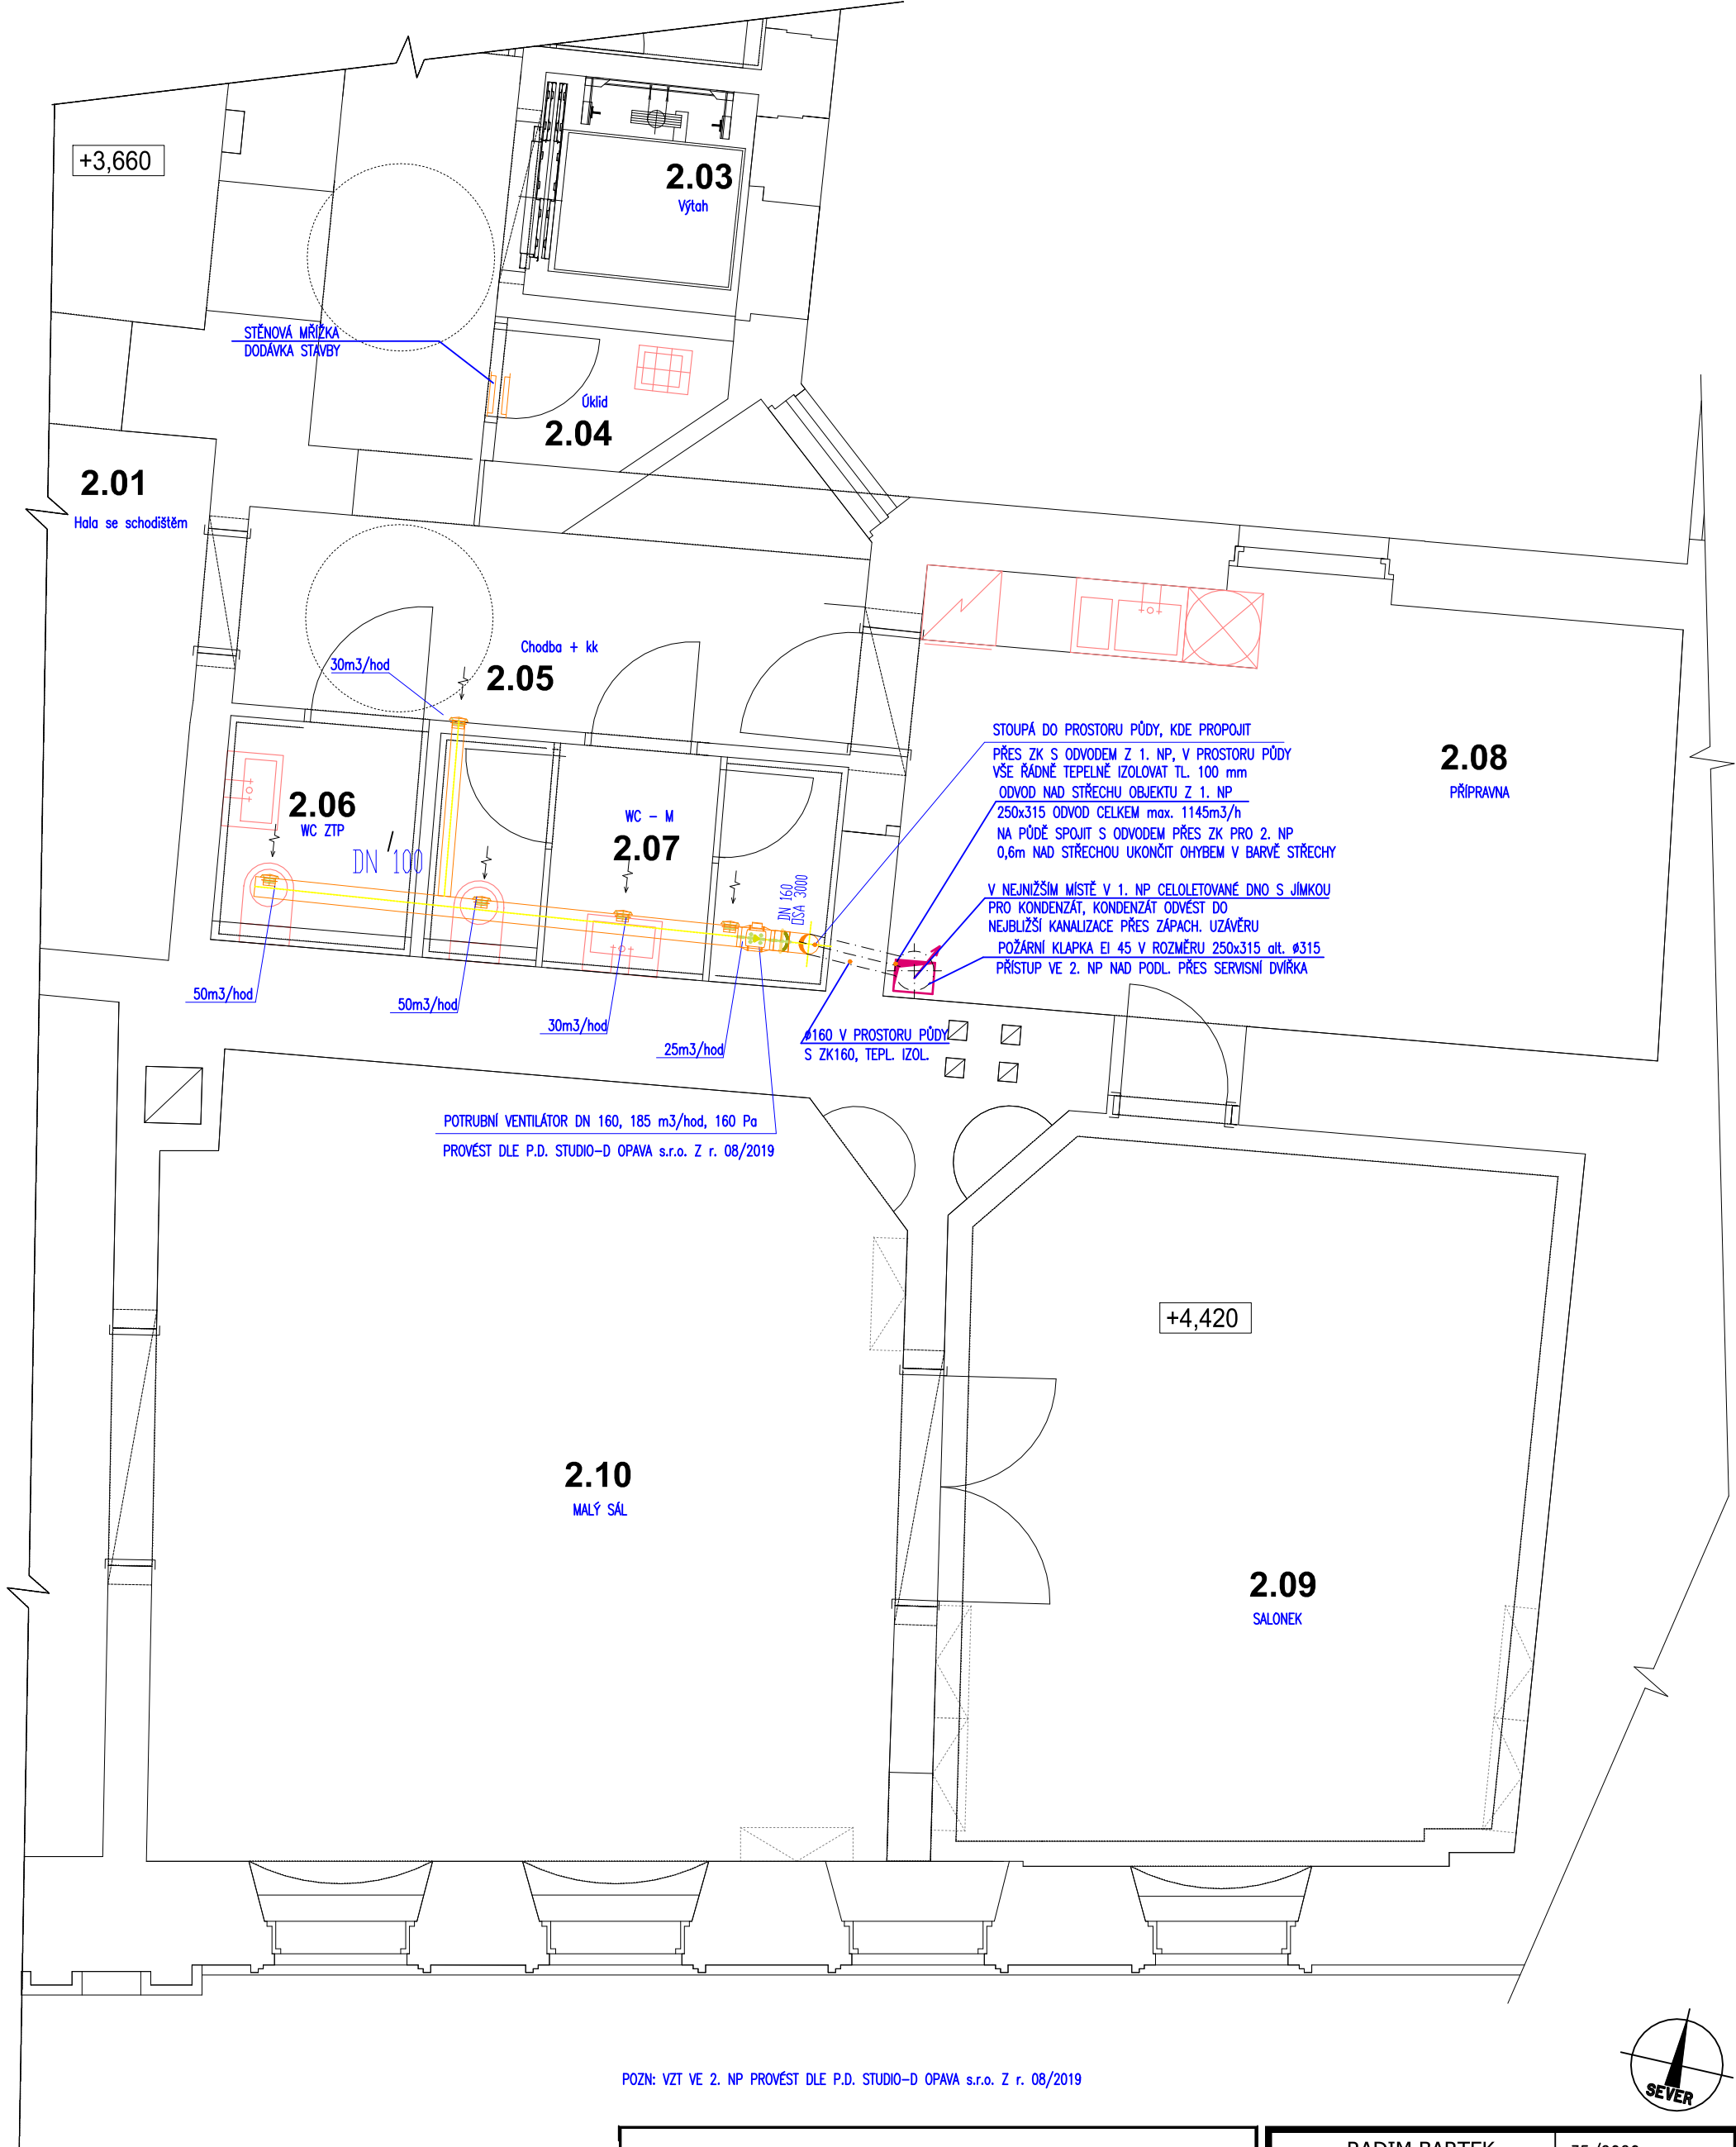 +3,660
2.03
Výtah
STĚNOVÁ MŘÍŽKA
DODÁVKA STAVBY
Úklid
2.04
2.01
Hala se schodištěm
Chodba + kk
2.05
30m3/hod
2.06
WC ZTP
DN 100
WC - M
2.07
DN 160
DSA 3000
STOUPÁ DO PROSTORU PŮDY, KDE PROPOJIT
PŘES ZK S ODVODEM Z 1. NP, V PROSTORU PŮDY
VŠE ŘÁDNĚ TEPELNĚ IZOLOVAT TL. 100 mm
ODVOD NAD STŘECHU OBJEKTU Z 1. NP
250x315 ODVOD CELKEM max. 1145m3/h
NA PŮDĚ SPOJIT S ODVODEM PŘES ZK PRO 2. NP
0,6m NAD STŘECHOU UKONČIT OHYBEM V BARVĚ STŘECHY
V NEJNIŽŠÍM MÍSTĚ V 1. NP CELOLETOVANÉ DNO S JÍMKOU
PRO KONDENZÁT, KONDENZÁT ODVÉST DO
NEJBLIŽŠÍ KANALIZACE PŘES ZÁPACH. UZÁVĚRU
POŽÁRNÍ KLAPKA EI 45 V ROZMĚRU 250x315 alt. ø315
PŘÍSTUP VE 2. NP NAD PODL. PŘES SERVISNÍ DVÍŘKA
2.08
PŘÍPRAVNA
50m3/hod
50m3/hod
30m3/hod
25m3/hod
ø160 V PROSTORU PŮDY
S ZK160, TEPL. IZOL.
POTRUBNÍ VENTILÁTOR DN 160, 185 m3/hod, 160 Pa
PROVÉST DLE P.D. STUDIO-D OPAVA s.r.o. Z r. 08/2019
+4,420
2.10
MALÝ SÁL
2.09
SALONEK
SEVER
POZN: VZT VE 2. NP PROVÉST DLE P.D. STUDIO-D OPAVA s.r.o. Z r. 08/2019
RADIM BARTEK